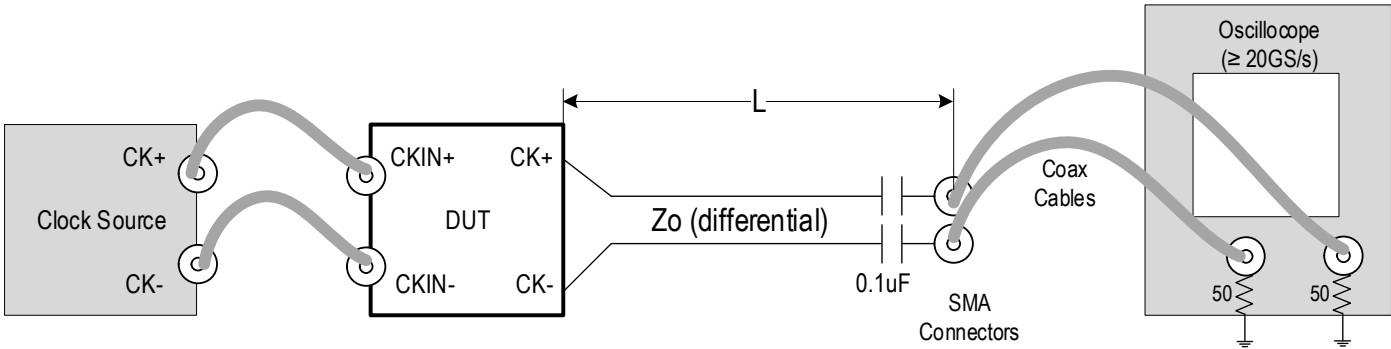 Oscillocope
(≥ 20GS/s)
L
CK+
CKIN+
CK+
Clock Source
DUT
Zo (differential)
Coax
Cables
CK-
CKIN-
CK-
0.1uF
SMA
Connectors
50
50